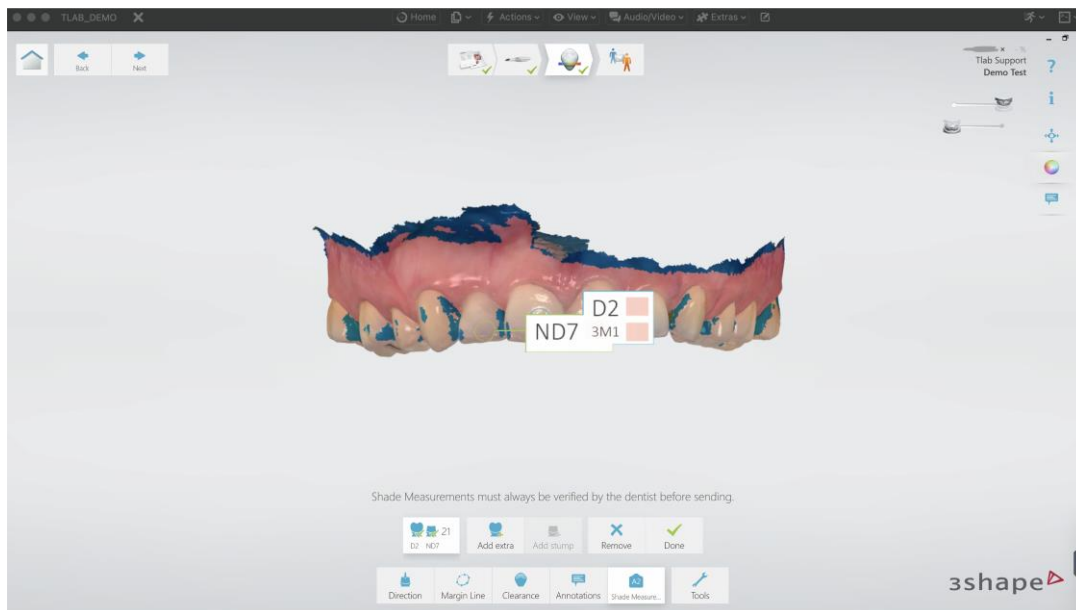 TLAB_DEMO
Home Actions View Audio/Video Extras
Back Next
Tlab Support
Demo Test
D2
ND7 3M1
Shade Measurements must always be verified by the dentist before sending.
21
D2 ND7 Add extra Add stump Remove Done
A2
Direction Margin Line Clearance Annotations Shade Measure... Tools
3shape